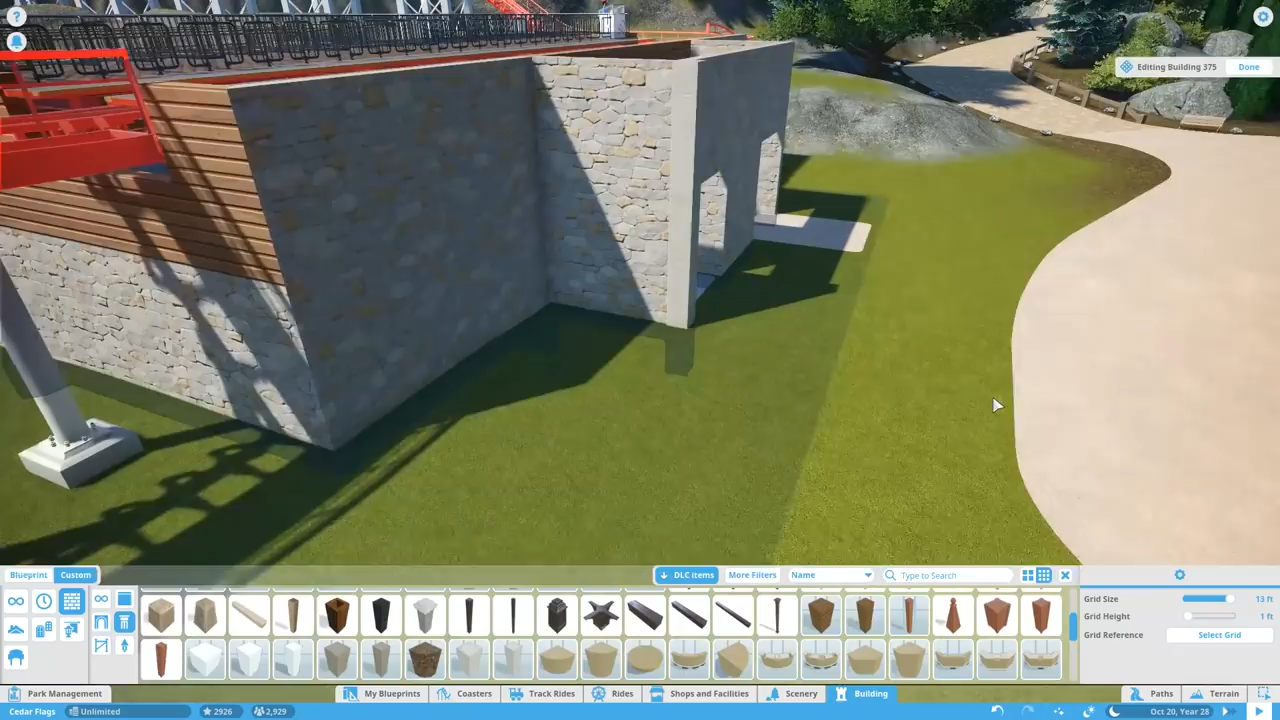 ?
Editing Building 375 Done
Blueprint Custom DLC items More Filters Name Type to Search
Grid Size 13 ft
Grid Height 1 ft
Grid Reference Select Grid
Park Management My Blueprints Coasters Track Rides Rides Shops and Facilities Scenery Building Paths Terrain
Cedar Flags Unlimited 2926 2,929 Oct 20, Year 28